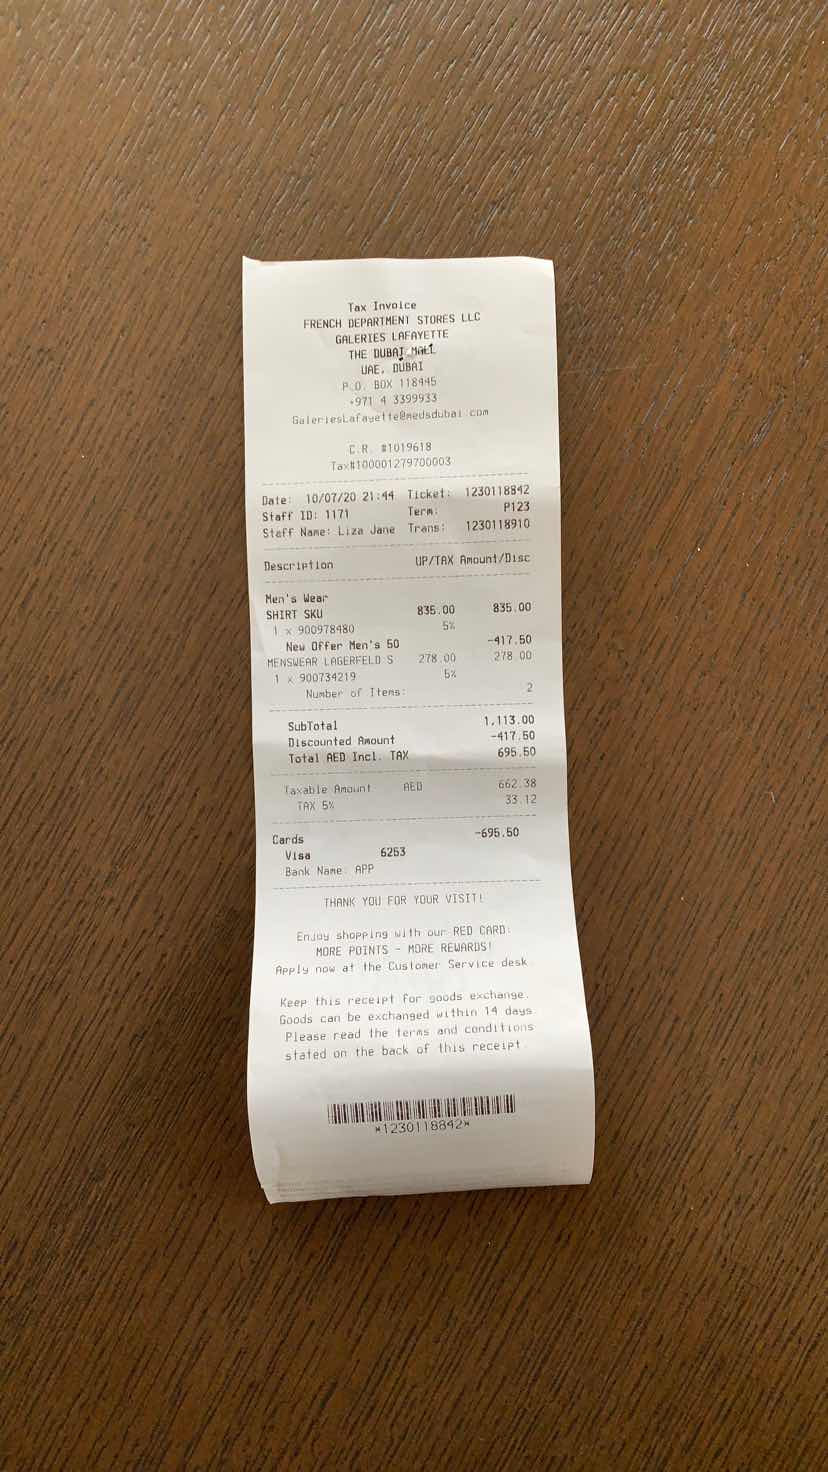 Tax Invoice
FRENCH DEPARTMENT STORES LLC
GALERIES LAFAYETTE
THE DUBAI MALL
UAE, DUBAI
P.O. BOX 118445
+971 4 3399933
GaleriesLafayette@medsdubai.com
C.R. #1019618
Tax#100001279700003
Date: 10/07/20 21:44 Ticket: 1230118842
Staff ID: 1171 Term: P123
Staff Name: Liza Jane Trans: 1230118910
Description UP/TAX Amount/Disc
Men's Wear
SHIRT SKU 835.00 835.00
1 x 900978480 5%
New Offer Men's 50 -417.50
MENSWEAR LAGERFELD S 278.00 278.00
1 x 900734219 5%
Number of Items: 2
SubTotal 1,113.00
Discounted Amount -417.50
Total AED Incl. TAX 695.50
Taxable Amount AED 662.38
TAX 5% 33.12
Cards -695.50
Visa 6253
Bank Name: APP
THANK YOU FOR YOUR VISIT!
Enjoy shopping with our RED CARD:
MORE POINTS - MORE REWARDS!
Apply now at the Customer Service desk.
Keep this receipt for goods exchange.
Goods can be exchanged within 14 days.
Please read the terms and conditions
stated on the back of this receipt.
*1230118842*